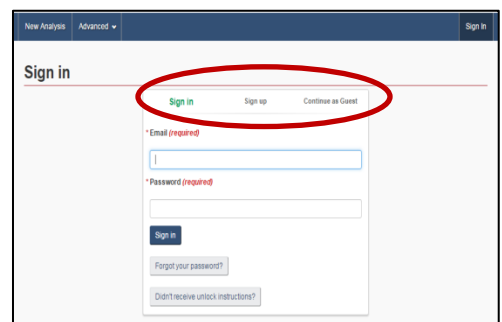 New Analysis Advanced Sign In
Sign in
Sign in Sign up Continue as Guest
* Email (required)
* Password (required)
Sign in
Forgot your password?
Didn't receive unlock instructions?